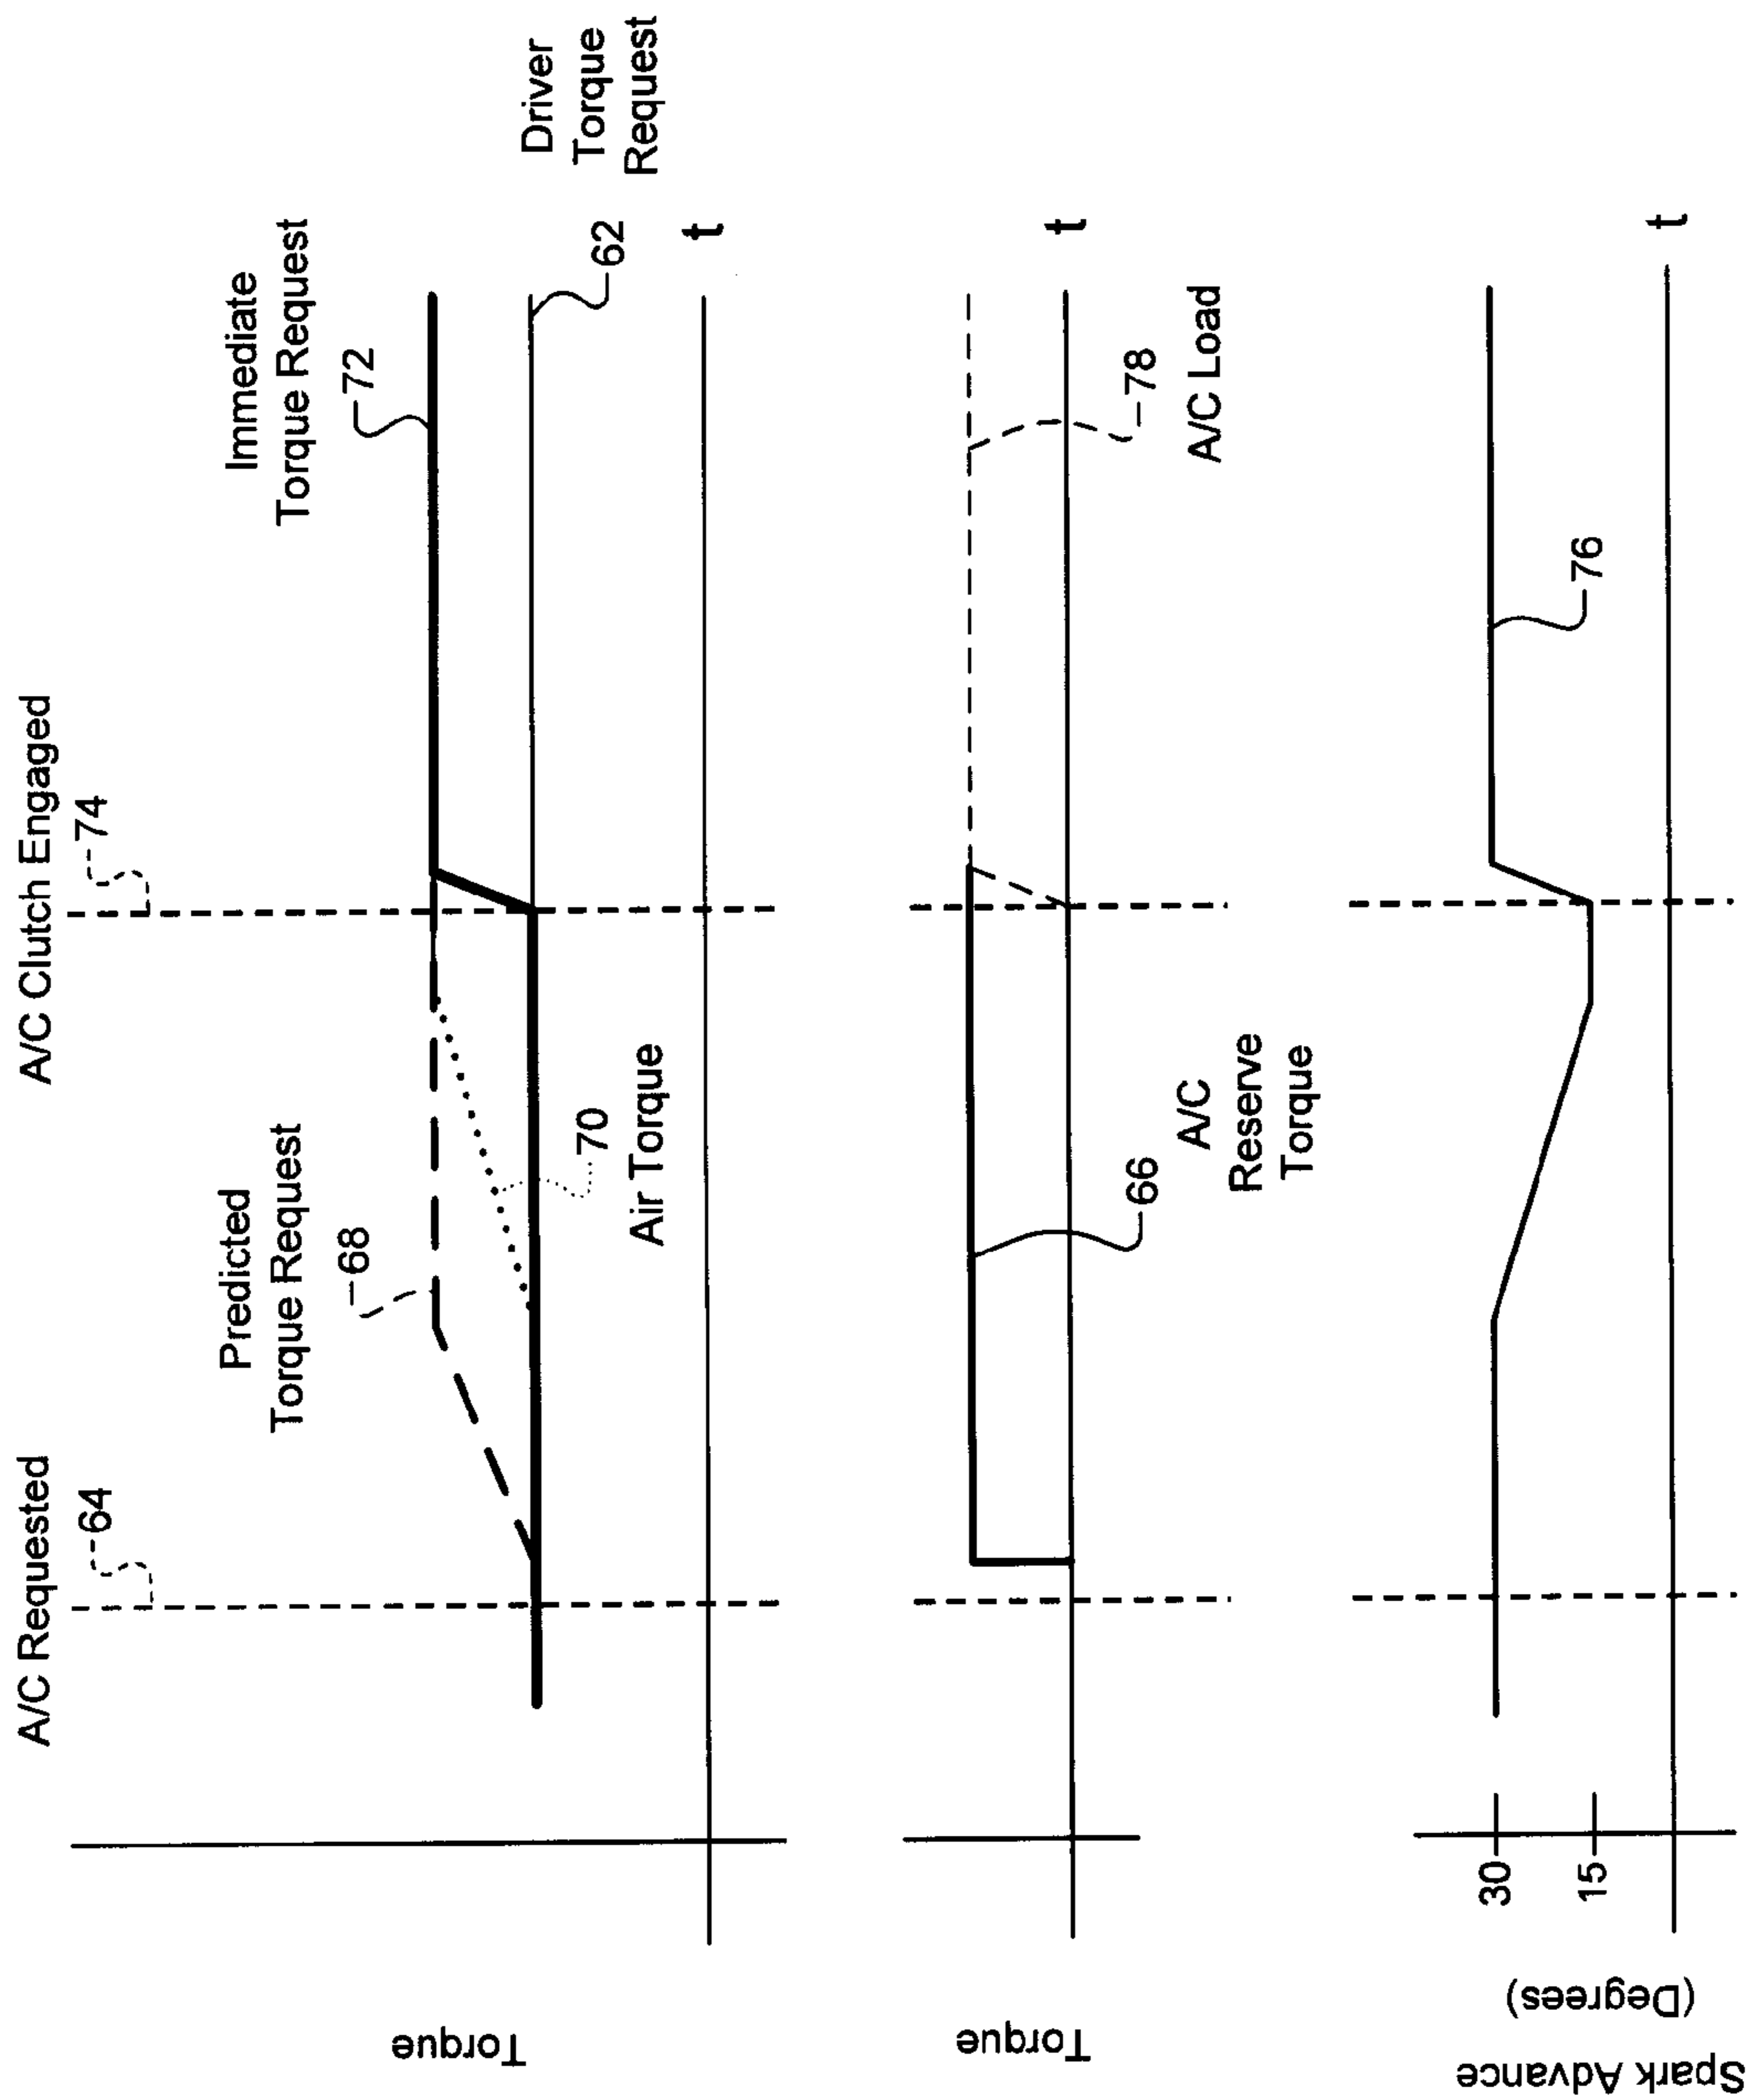 A/C Requested
64
A/C Clutch Engaged
74
Predicted
Torque Request
68
Immediate
Torque Request
72
Torque
70
Air Torque
62
Driver
Torque
Request
t
Torque
66
A/C
Reserve
Torque
78
A/C Load
t
Spark Advance
(Degrees)
30
15
76
t